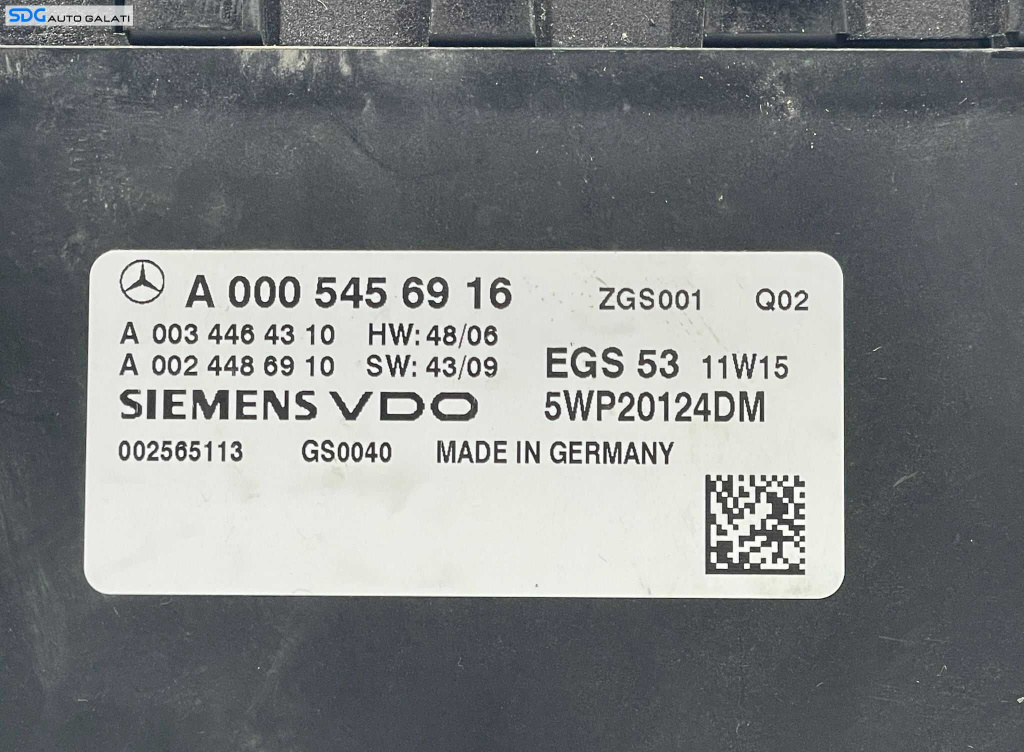 SDG AUTO GALATI
A 000 545 69 16 ZGS001 Q02
A 003 446 43 10 HW: 48/06
A 002 448 69 10 SW: 43/09 EGS 53 11W15
SIEMENS VDO 5WP20124DM
002565113 GS0040 MADE IN GERMANY